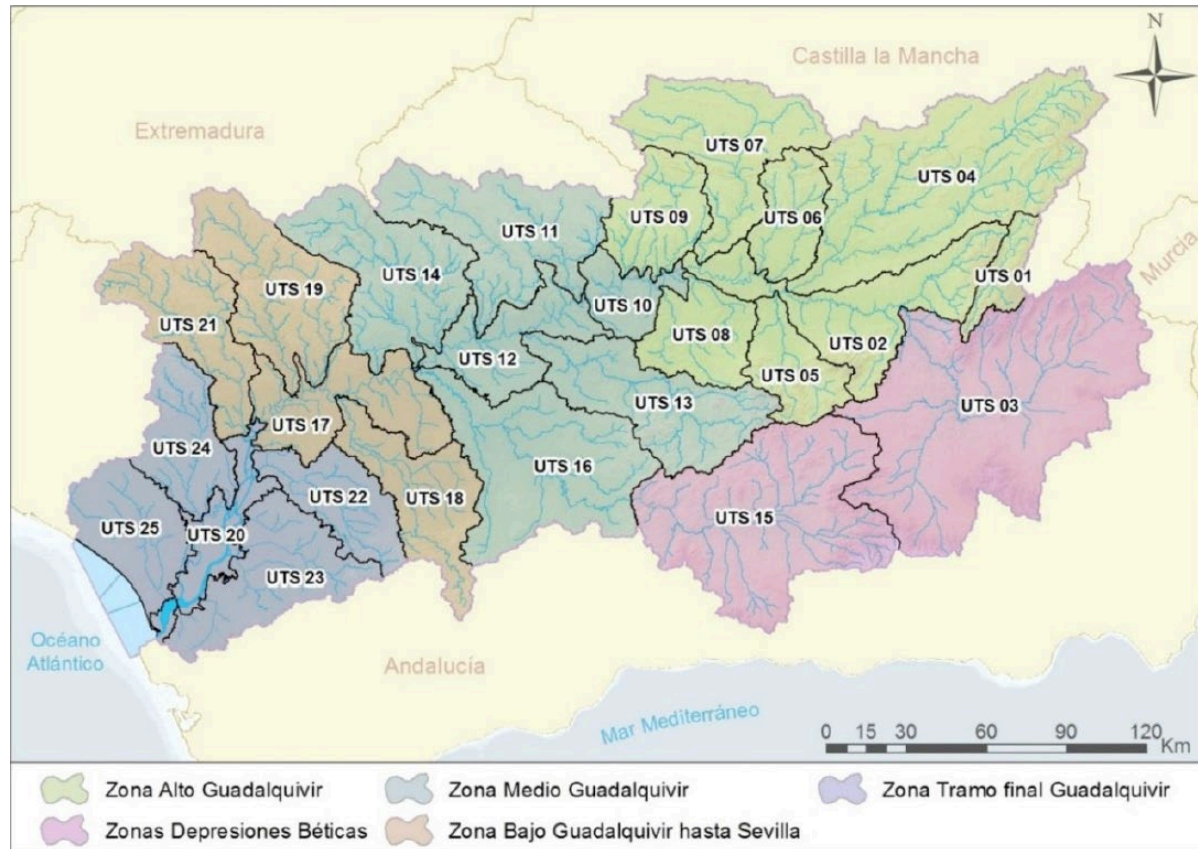 N
Castilla la Mancha
Extremadura
UTS 07
UTS 04
UTS 09
UTS 06
UTS 11
UTS 14
UTS 01
Murcia
UTS 19
UTS 10
UTS 21
UTS 08
UTS 02
UTS 12
UTS 05
UTS 13
UTS 03
UTS 17
UTS 24
UTS 16
UTS 22
UTS 18
UTS 15
UTS 25
UTS 20
UTS 23
Océano
Atlántico
Andalucía
Mar Mediterráneo
0 15 30 60 90 120
Km
Zona Alto Guadalquivir
Zona Medio Guadalquivir
Zona Tramo final Guadalquivir
Zonas Depresiones Béticas
Zona Bajo Guadalquivir hasta Sevilla